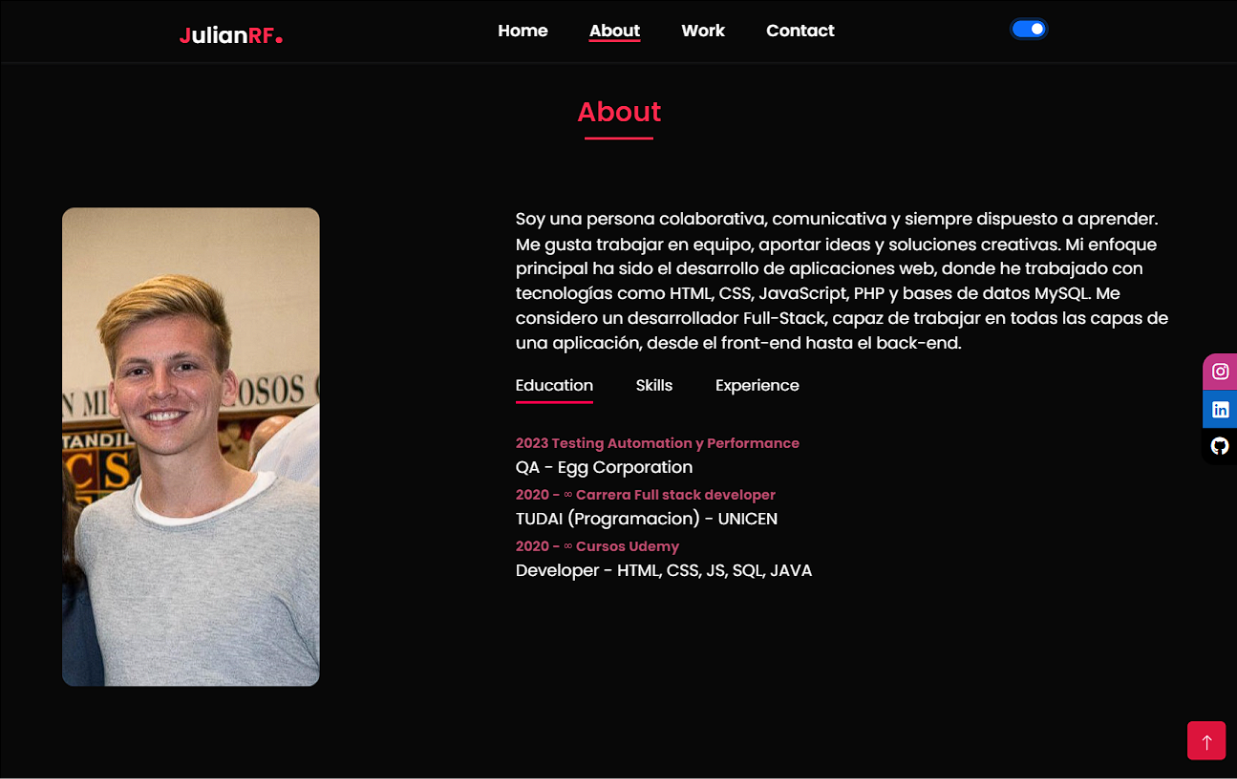 JulianRF.
Home
About
Work
Contact
About
Soy una persona colaborativa, comunicativa y siempre dispuesto a aprender.
Me gusta trabajar en equipo, aportar ideas y soluciones creativas. Mi enfoque
principal ha sido el desarrollo de aplicaciones web, donde he trabajado con
tecnologías como HTML, CSS, JavaScript, PHP y bases de datos MySQL. Me
considero un desarrollador Full-Stack, capaz de trabajar en todas las capas de
una aplicación, desde el front-end hasta el back-end.
Education
Skills
Experience
2023 Testing Automation y Performance
QA - Egg Corporation
2020 - ∞ Carrera Full stack developer
TUDAI (Programacion) - UNICEN
2020 - ∞ Cursos Udemy
Developer - HTML, CSS, JS, SQL, JAVA
TANDIL
CS